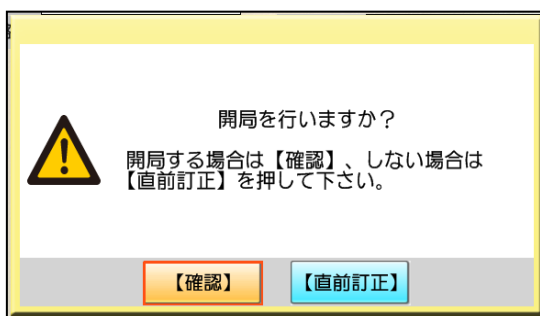 開局を行いますか？
開局する場合は【確認】、しない場合は
【直前訂正】を押して下さい。
【確認】
【直前訂正】